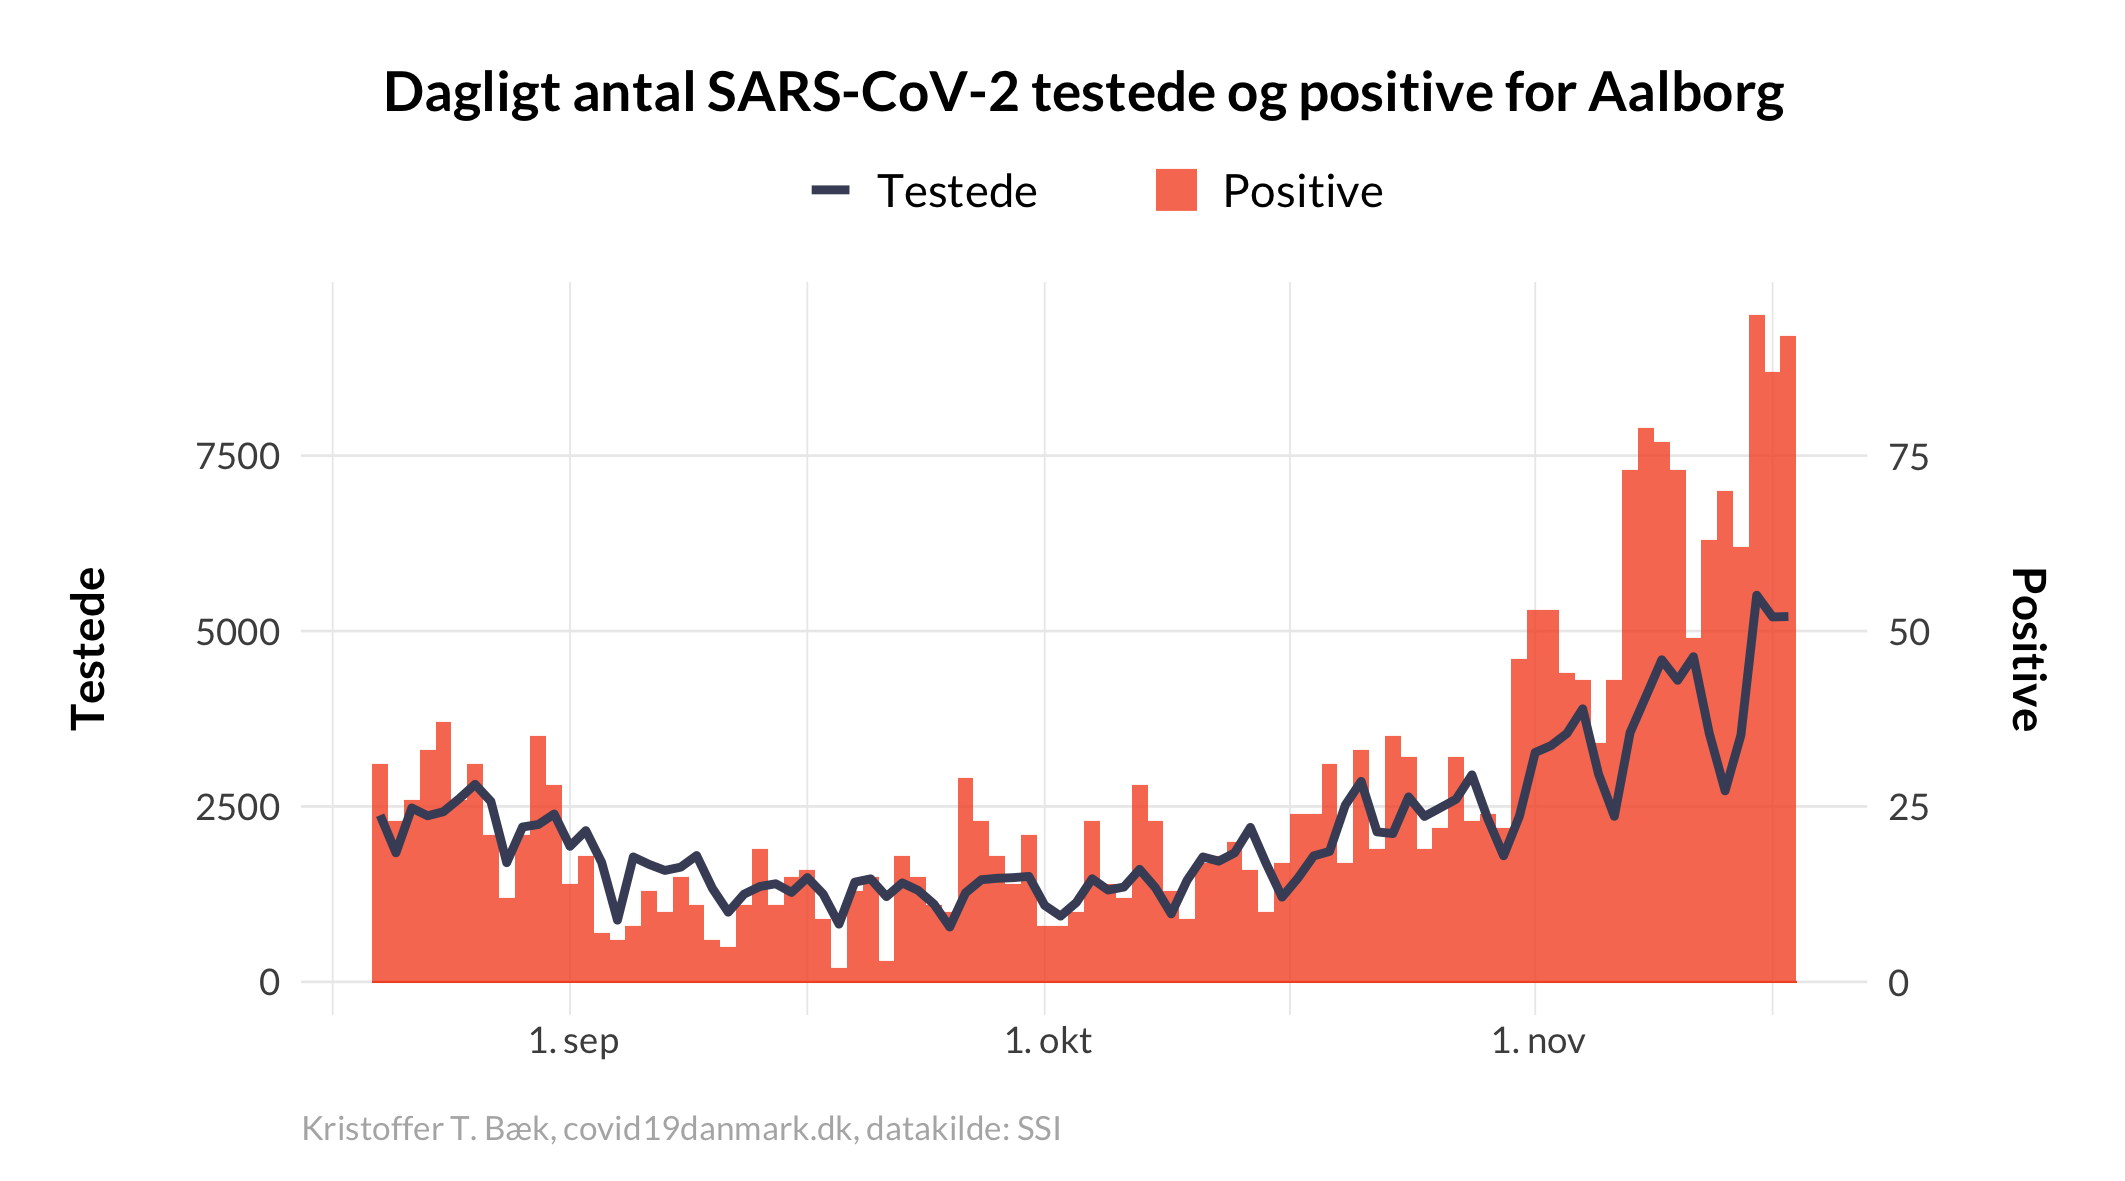 Dagligt antal SARS-CoV-2 testede og positive for Aalborg
Testede
Positive
7500
5000
2500
0
Testede
75
50
25
0
Positive
1. sep
1. okt
1. nov
Kristoffer T. Bæk, covid19danmark.dk, datakilde: SSI